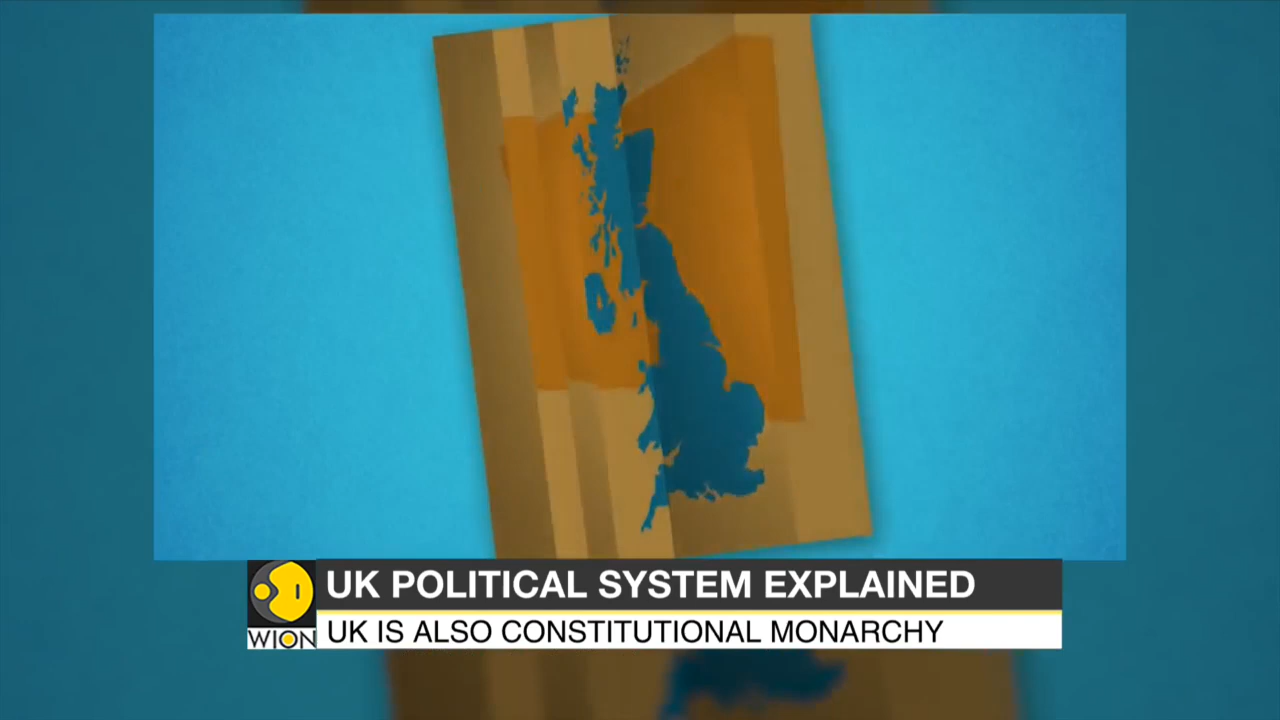 UK POLITICAL SYSTEM EXPLAINED
WION
UK IS ALSO CONSTITUTIONAL MONARCHY